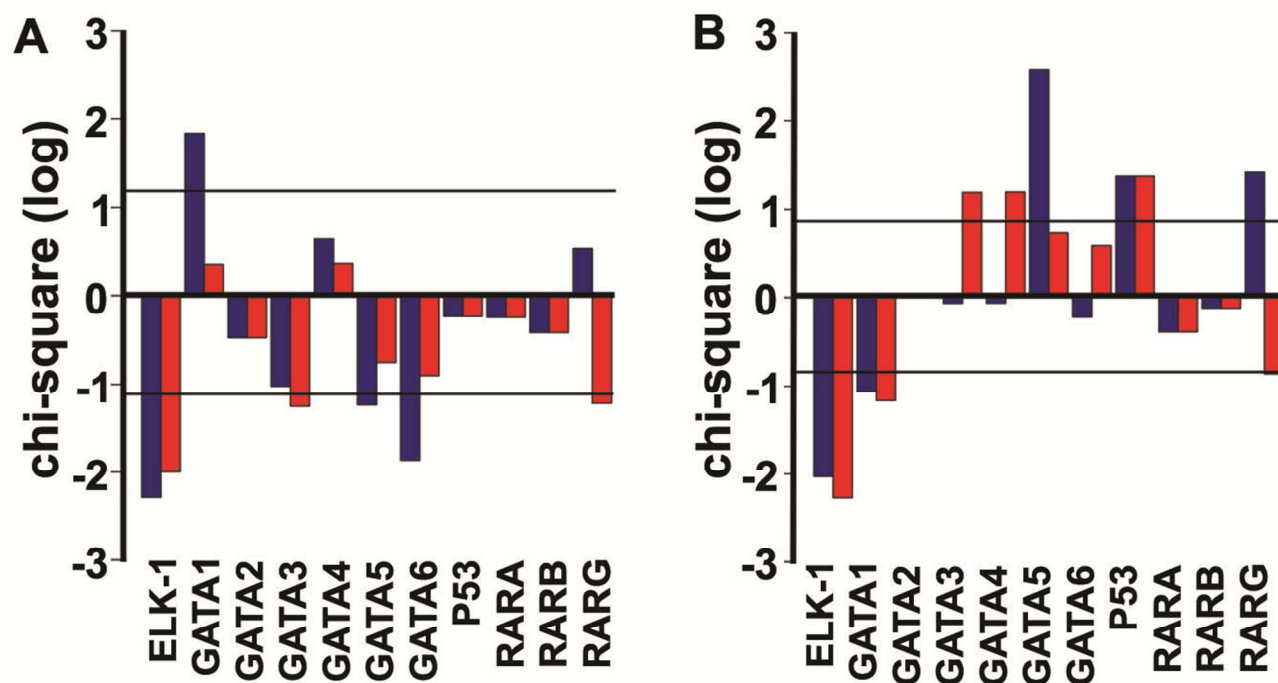 A
chi-square (log)
3
2
1
0
-1
-2
-3
ELK-1
GATA1
GATA2
GATA3
GATA4
GATA5
GATA6
P53
RARA
RARB
RARG
B
chi-square (log)
3
2
1
0
-1
-2
-3
ELK-1
GATA1
GATA2
GATA3
GATA4
GATA5
GATA6
P53
RARA
RARB
RARG